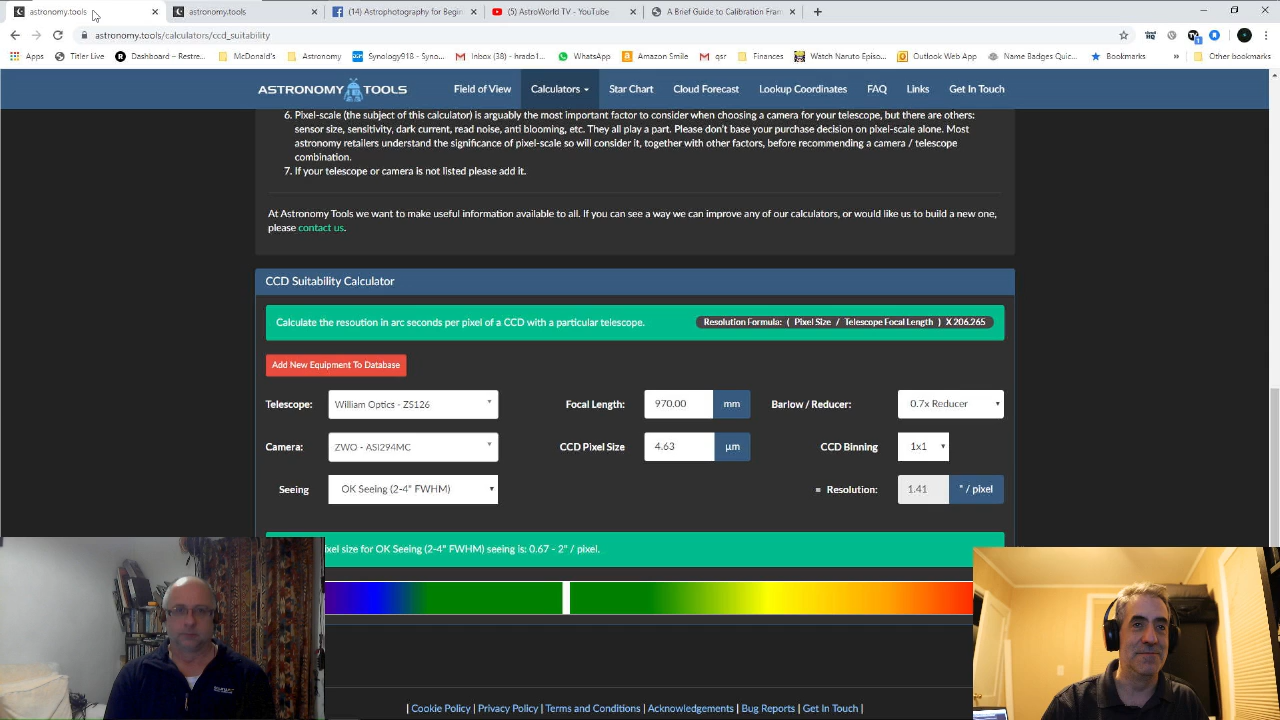 astronomy.tools
astronomy.tools
(14) Astrophotography for Begin
(5) AstroWorld TV - YouTube
A Brief Guide to Calibration Fram
astronomy.tools/calculators/ccd_suitability
Apps
Titler Live
Dashboard – Restre...
McDonald's
Astronomy
Synology918 - Syno...
Inbox (38) - hrado1...
WhatsApp
Amazon Smile
qsr
Finances
Watch Naruto Episo...
Outlook Web App
Name Badges Quic...
Bookmarks
»
Other bookmarks
ASTRONOMY TOOLS
Field of View
Calculators
Star Chart
Cloud Forecast
Lookup Coordinates
FAQ
Links
Get In Touch
6. Pixel-scale (the subject of this calculator) is arguably the most important factor to consider when choosing a camera for your telescope, but there are others:
sensor size, sensitivity, dark current, read noise, anti blooming, etc. They all play a part. Please don't base your purchase decision on pixel-scale alone. Most
astronomy retailers understand the significance of pixel-scale so will consider it, together with other factors, before recommending a camera / telescope
combination.
7. If your telescope or camera is not listed please add it.
At Astronomy Tools we want to make useful information available to all. If you can see a way we can improve any of our calculators, or would like us to build a new one,
please contact us.
CCD Suitability Calculator
Calculate the resoution in arc seconds per pixel of a CCD with a particular telescope.
Resolution Formula: ( Pixel Size / Telescope Focal Length ) X 206.265
Add New Equipment To Database
Telescope: William Optics - ZS126 Focal Length: 970.00 mm Barlow / Reducer: 0.7x Reducer
Camera: ZWO - ASI294MC CCD Pixel Size 4.63 µm CCD Binning 1x1
Seeing OK Seeing (2-4" FWHM) = Resolution: 1.41 " / pixel
size for OK Seeing (2-4" FWHM) seeing is: 0.67 - 2" / pixel.
| Cookie Policy | Privacy Policy | Terms and Conditions | Acknowledgements | Bug Reports | Get In Touch |